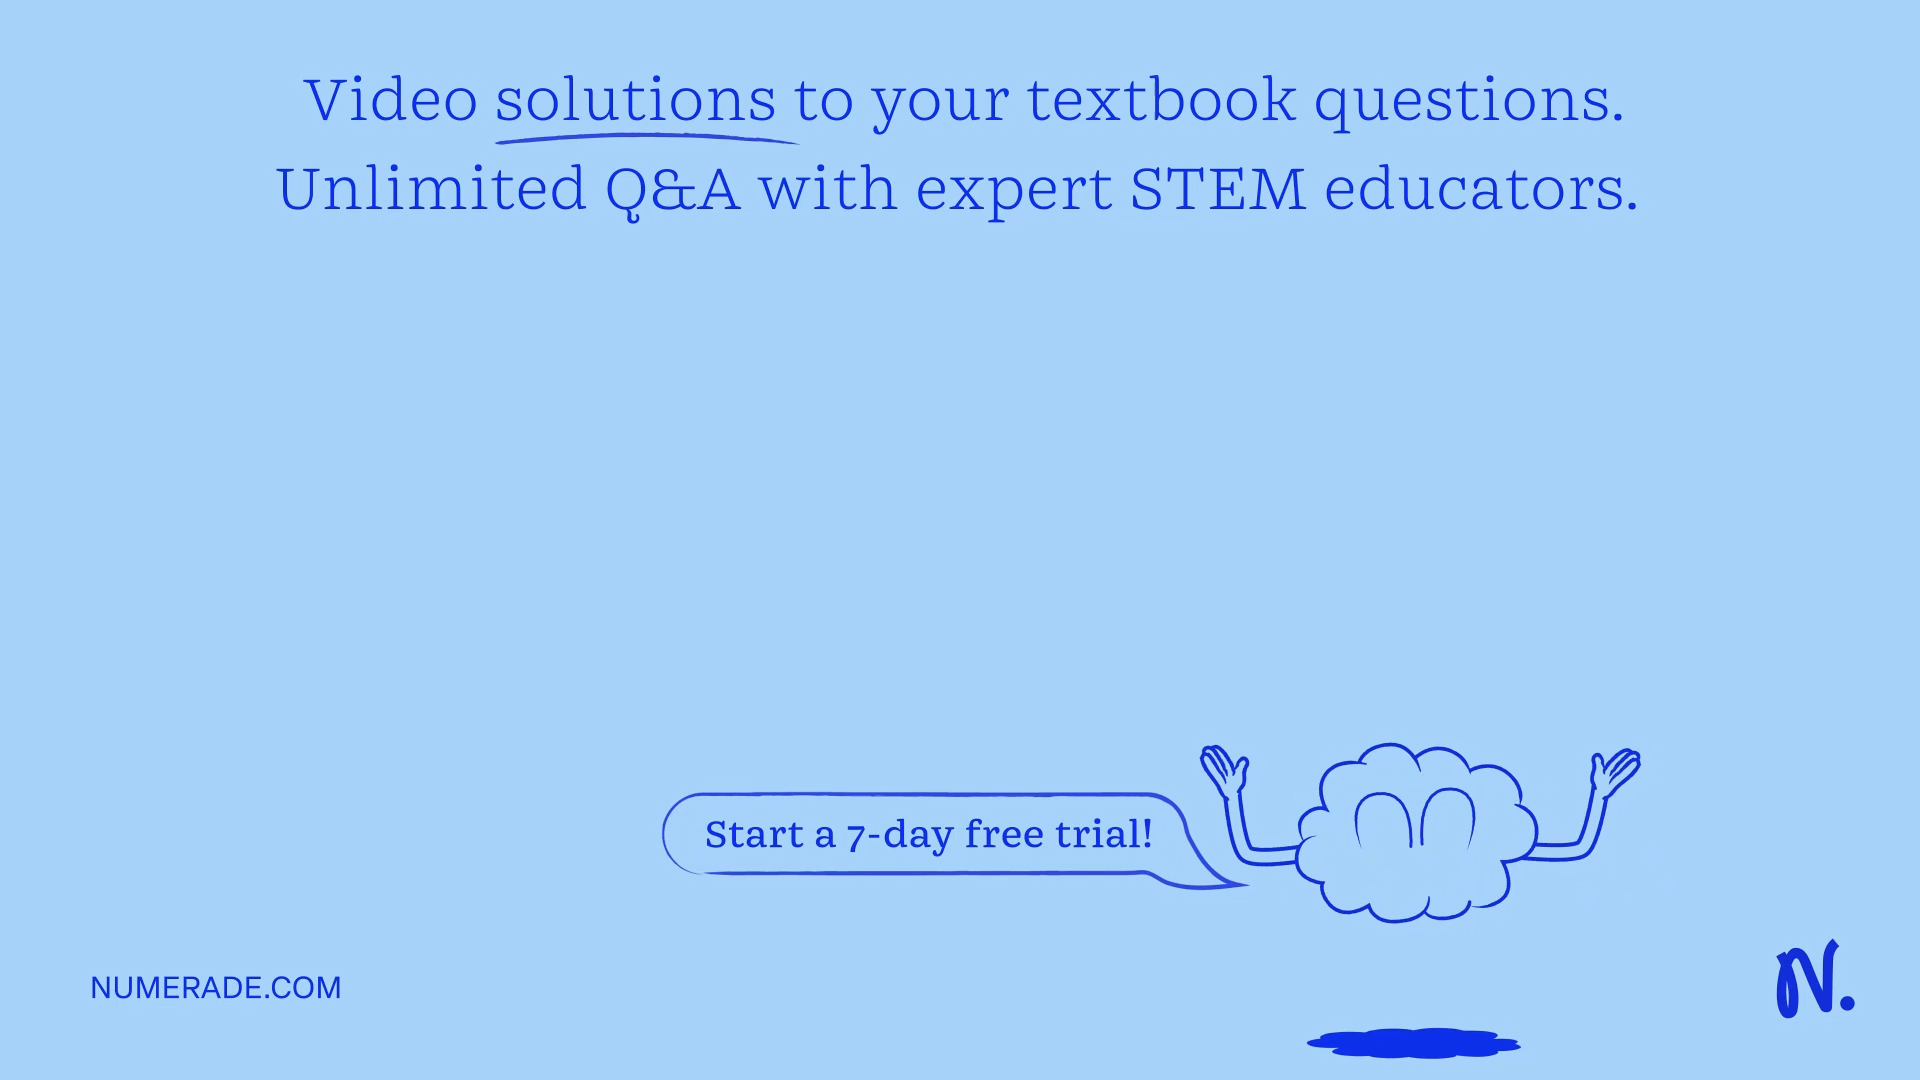 Video solutions to your textbook questions.
Unlimited Q&A with expert STEM educators.
Start a 7-day free trial!
NUMERADE.COM
N.